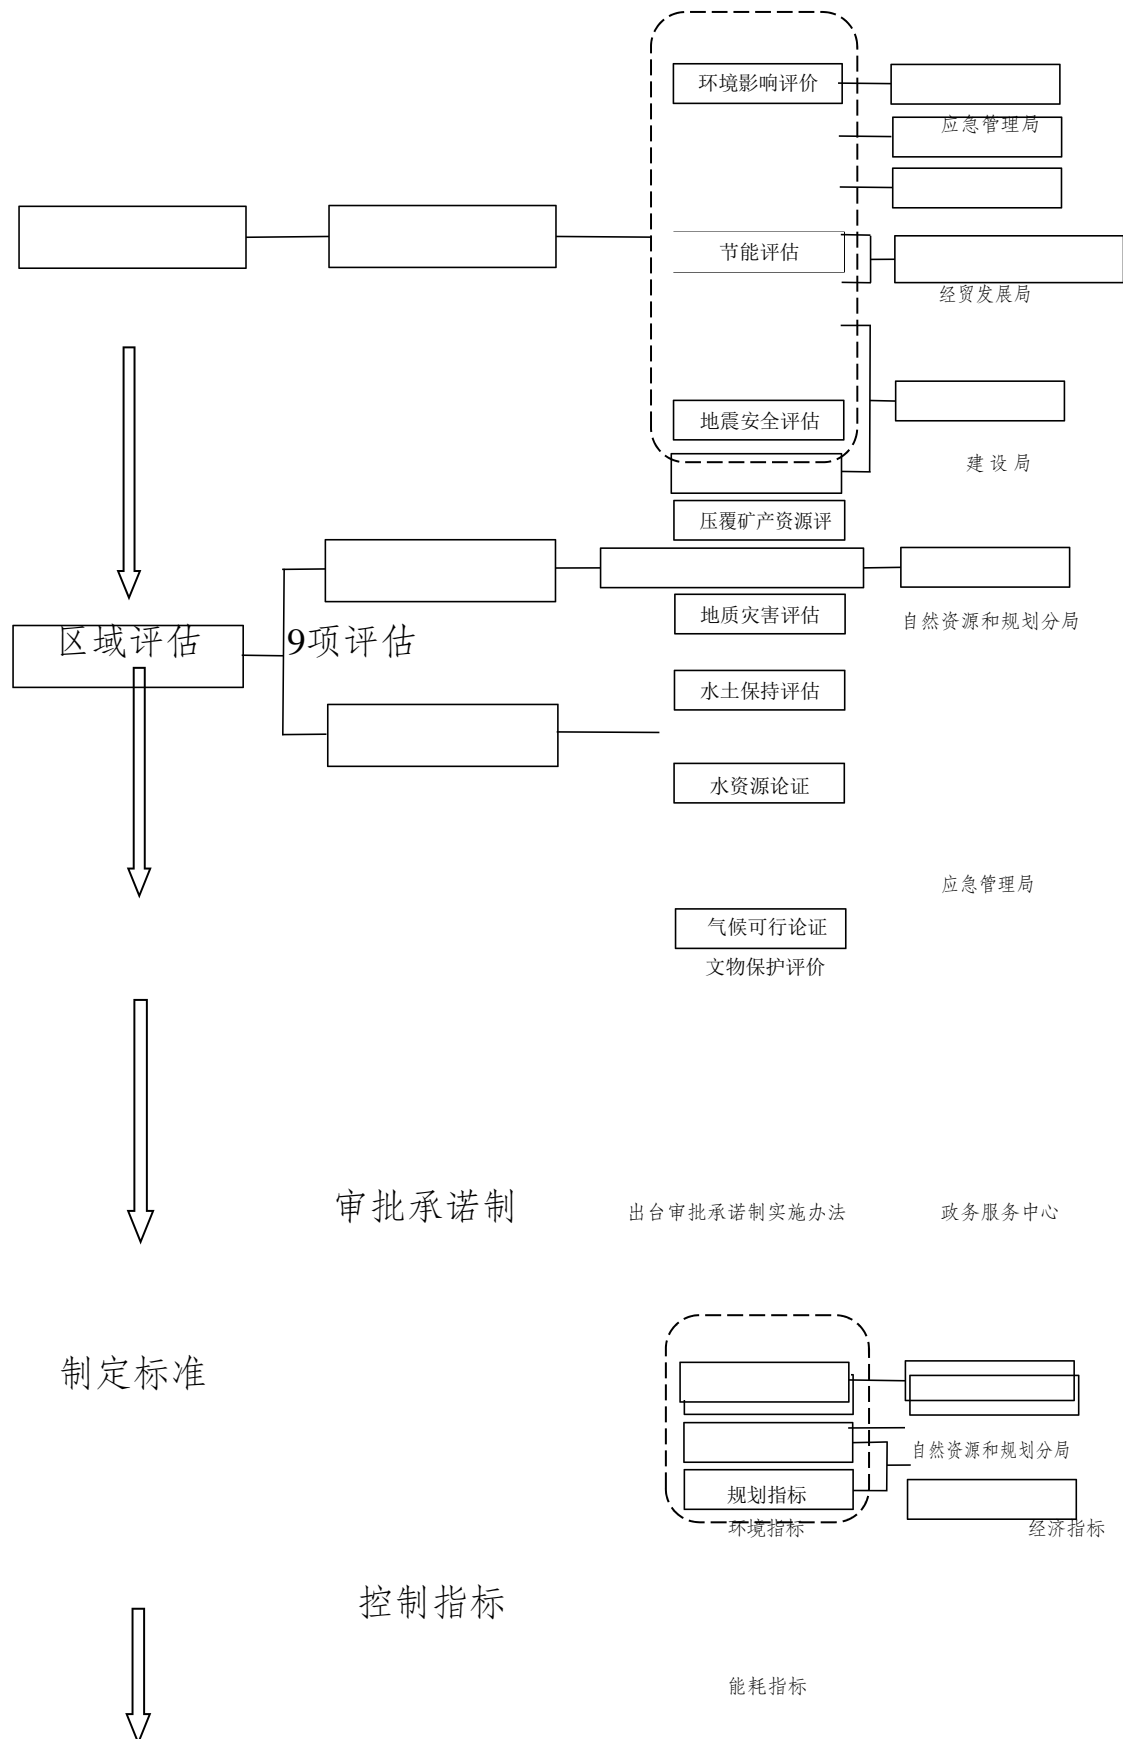 环境影响评价
应急管理局
节能评估
经贸发展局
地震安全评估
建设局
压覆矿产资源评
地质灾害评估
自然资源和规划分局
区域评估
9项评估
水土保持评估
水资源论证
应急管理局
气候可行论证
文物保护评价
审批承诺制
出台审批承诺制实施办法
政务服务中心
制定标准
自然资源和规划分局
规划指标
环境指标
经济指标
控制指标
能耗指标